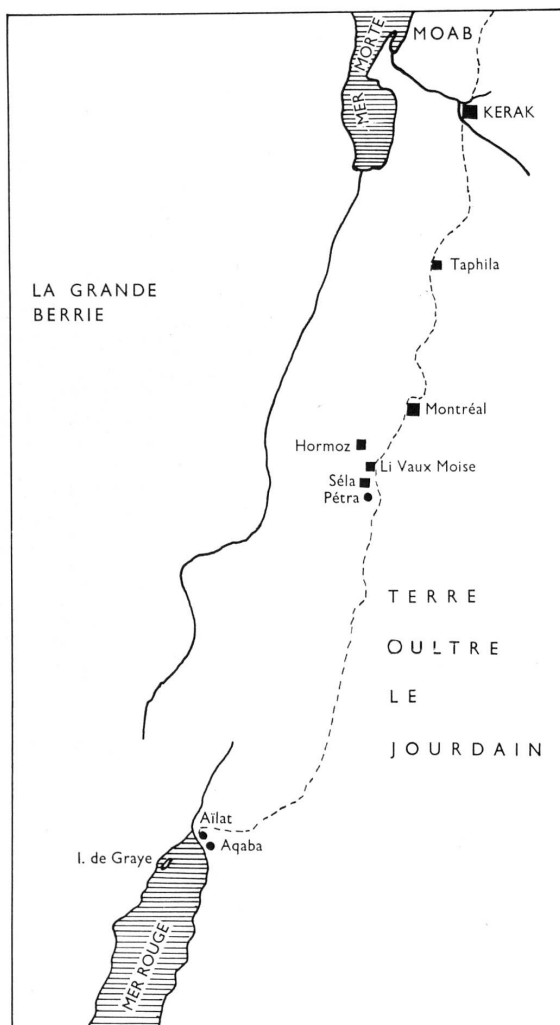 MOAB
MER MORTE
KERAK
Taphila
LA GRANDE
BERRIE
Montréal
Hormoz
Li Vaux Moise
Séla
Pétra
TERRE
OULTRE
LE
JOURDAIN
Aïlat
Aqaba
I. de Graye
MER ROUGE